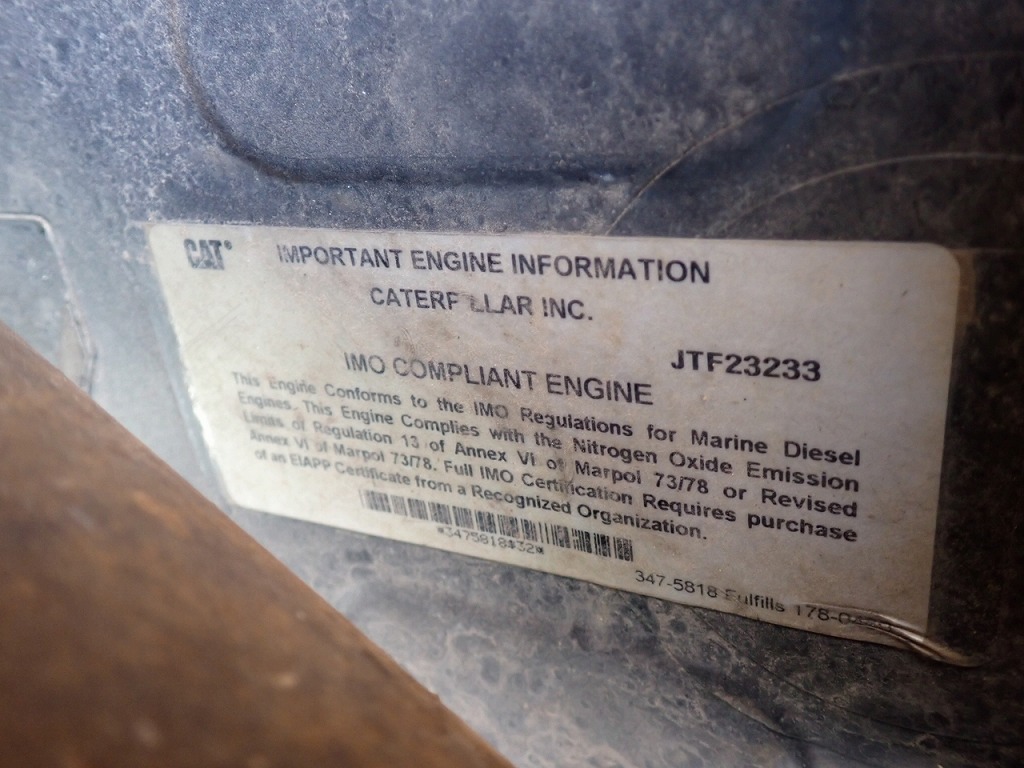 CAT® IMPORTANT ENGINE INFORMATION
CATERPILLAR INC.
JTF23233
IMO COMPLIANT ENGINE
This Engine Conforms to the IMO Regulations for Marine Diesel
Engines. This Engine Complies with the Nitrogen Oxide Emission
Limits of Regulation 13 of Annex VI of Marpol 73/78 or Revised
Annex VI of Marpol 73/78. Full IMO Certification Requires purchase
of an EIAPP Certificate from a Recognized Organization.
*3475818#32*
347-5818 Fulfills